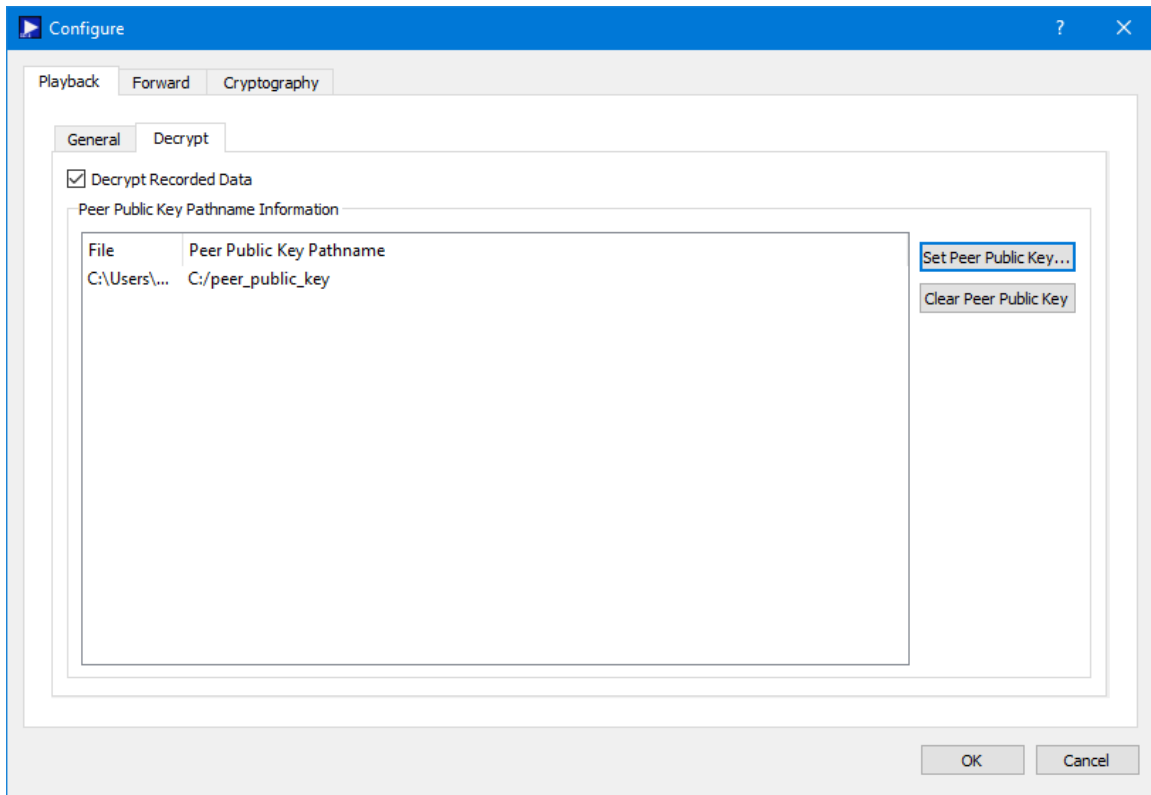 Configure
?
Playback Forward Cryptography
General Decrypt
Decrypt Recorded Data
Peer Public Key Pathname Information
File Peer Public Key Pathname
C:\Users\... C:/peer_public_key
Set Peer Public Key...
Clear Peer Public Key
OK Cancel